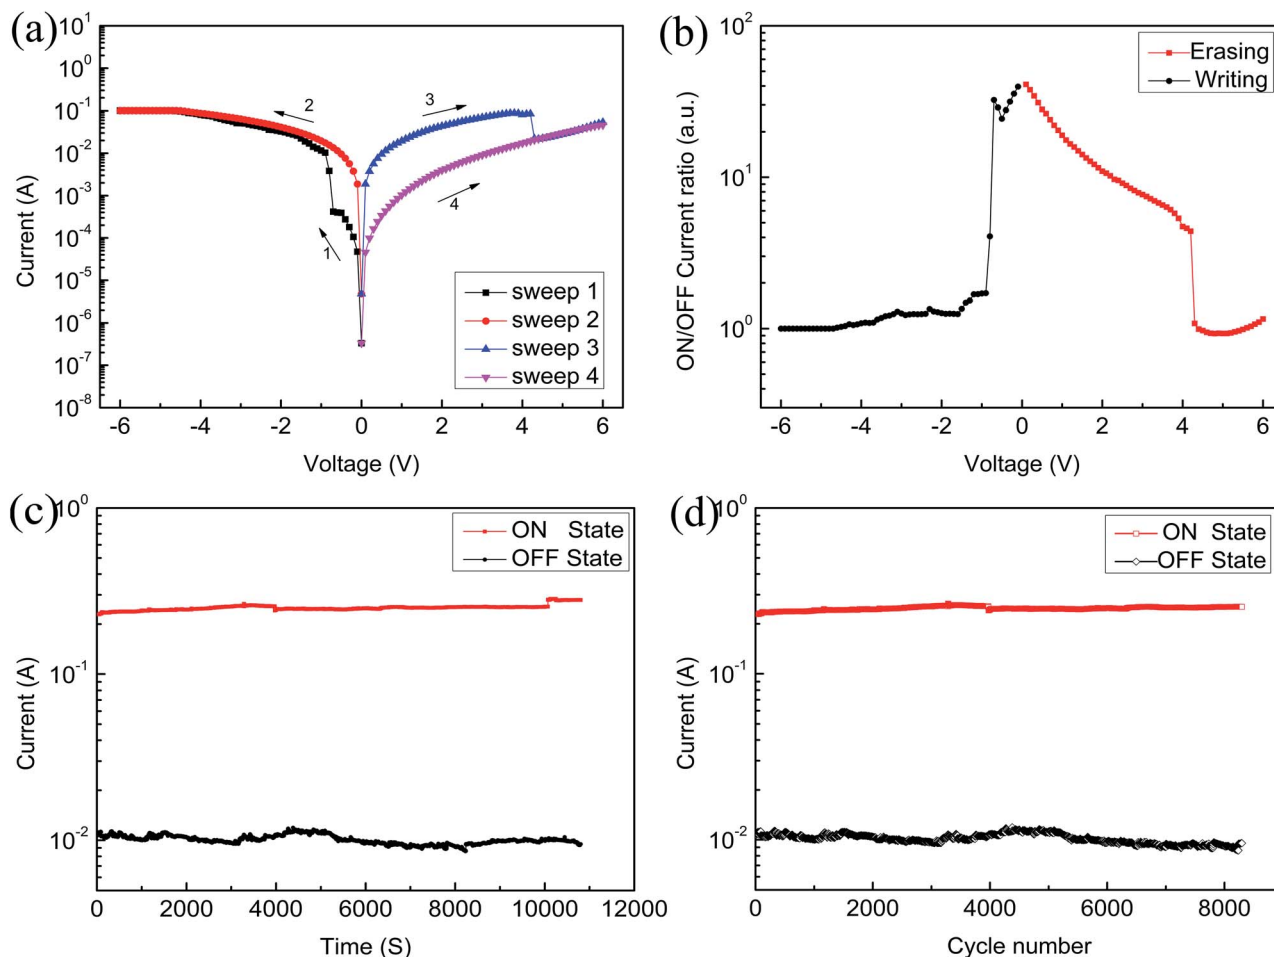 (a)
10^1
10^0
10^-1
10^-2
10^-3
10^-4
10^-5
10^-6
10^-7
10^-8
Current (A)
2
3
1
4
sweep 1
sweep 2
sweep 3
sweep 4
-6 -4 -2 0 2 4 6
Voltage (V)
(b)
10^2
10^1
10^0
ON/OFF Current ratio (a.u.)
Erasing
Writing
-6 -4 -2 0 2 4 6
Voltage (V)
(c)
10^0
10^-1
10^-2
Current (A)
ON State
OFF State
0 2000 4000 6000 8000 10000 12000
Time (S)
(d)
10^0
10^-1
10^-2
Current (A)
ON State
OFF State
0 2000 4000 6000 8000
Cycle number